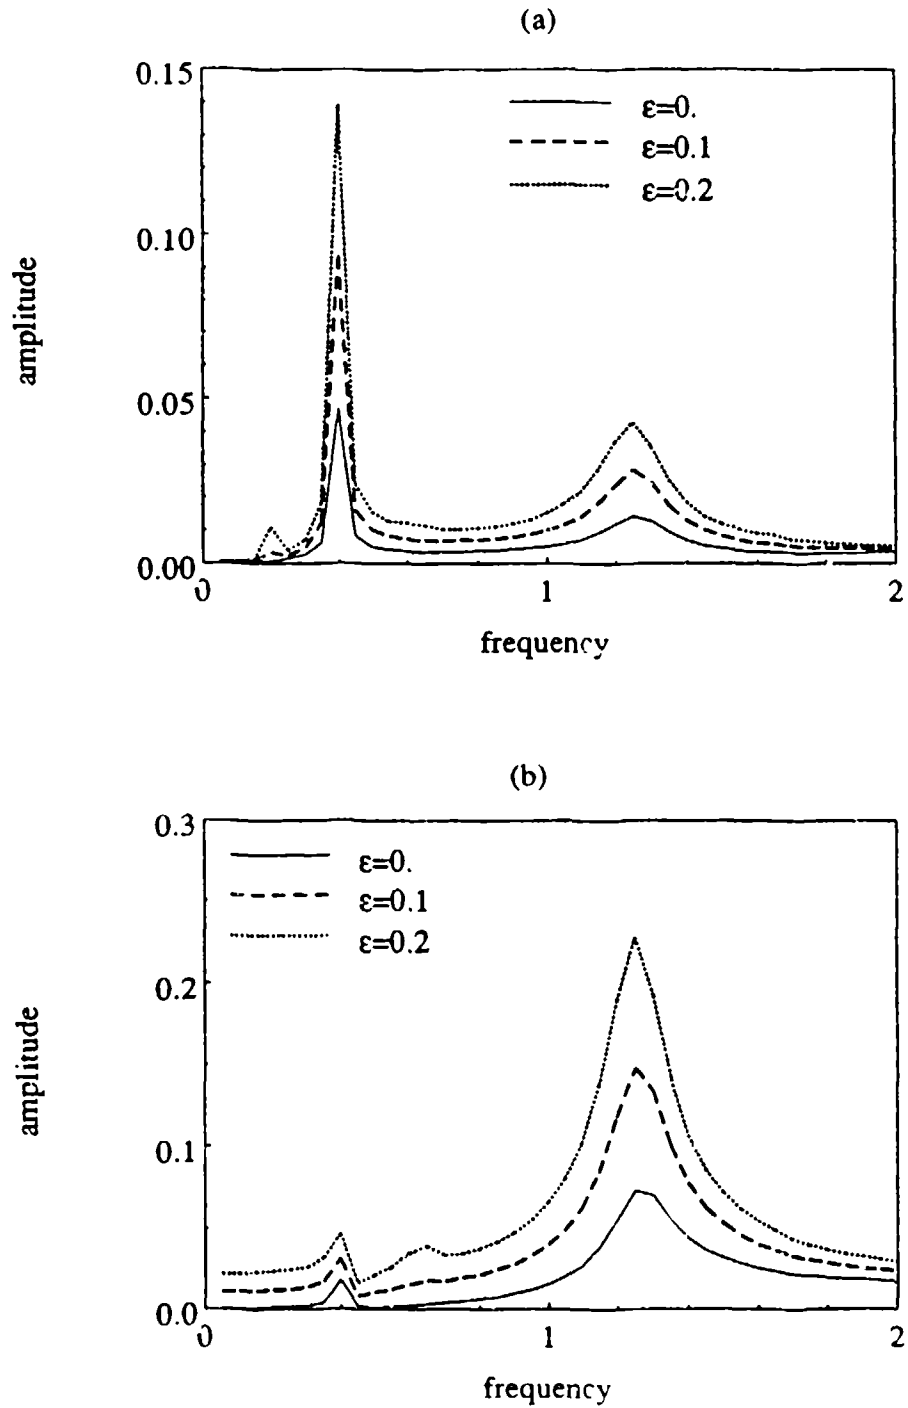 (a)
0.15
0.10
0.05
0.00
amplitude
ε=0.
ε=0.1
ε=0.2
0 1 2
frequency
(b)
0.3
0.2
0.1
0.0
amplitude
ε=0.
ε=0.1
ε=0.2
0 1 2
frequency